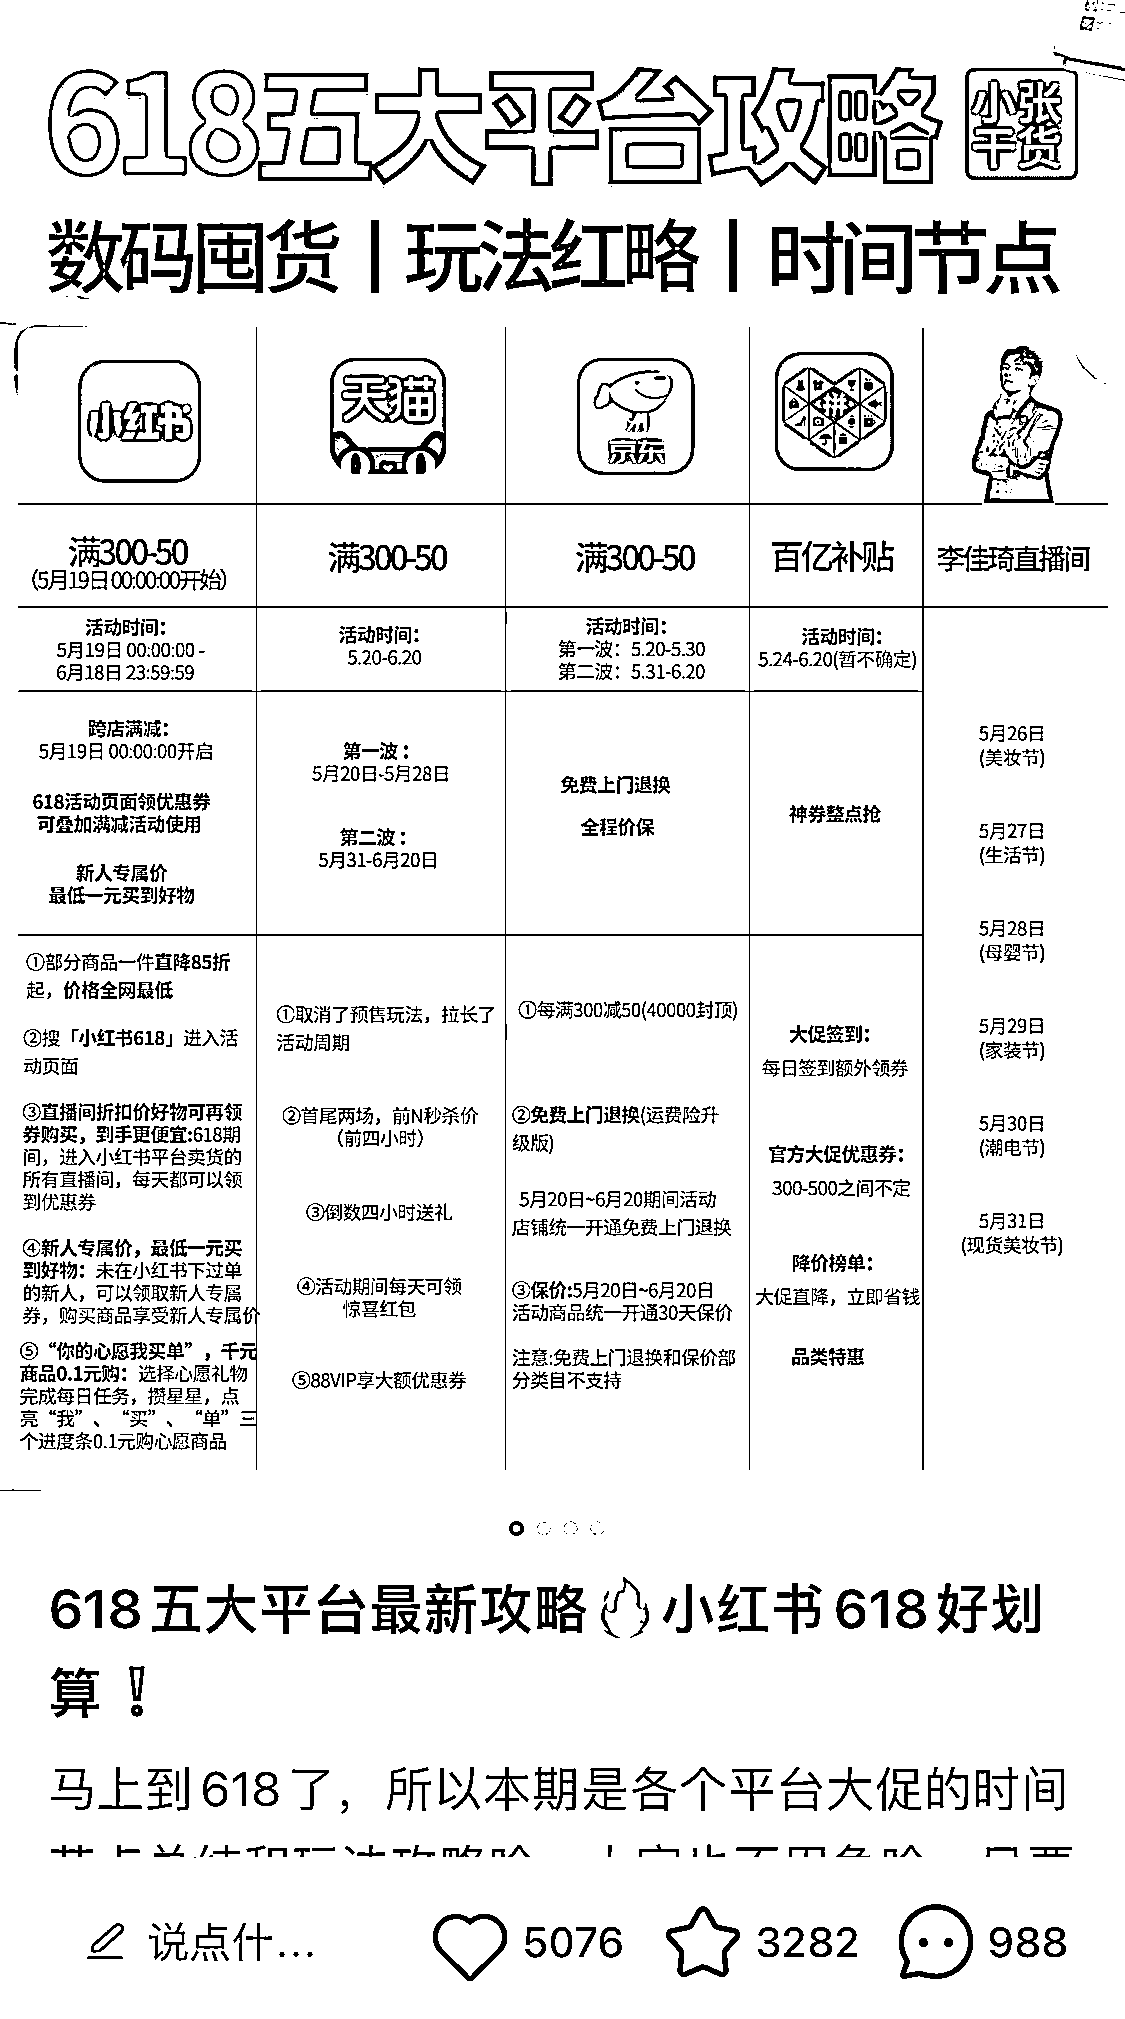 618五大平台攻略
小张
干货
数码囤货 | 玩法红略 | 时间节点
小红书
天猫
京东
拼
满300-50
(5月19日00:00:00开始)
满300-50
满300-50
百亿补贴
李佳琦直播间
活动时间：
5月19日 00:00:00 -
6月18日 23:59:59
活动时间：
5.20-6.20
活动时间：
第一波：5.20-5.30
第二波：5.31-6.20
活动时间：
5.24-6.20(暂不确定)
跨店满减：
5月19日 00:00:00开启
618活动页面领优惠券
可叠加满减活动使用
新人专属价
最低一元买到好物
第一波：
5月20日-5月28日
第二波：
5月31-6月20日
免费上门退换
全程价保
神券整点抢
①部分商品一件直降85折
起，价格全网最低
②搜「小红书618」进入活
动页面
③直播间折扣价好物可再领
券购买，到手更便宜:618期
间，进入小红书平台卖货的
所有直播间，每天都可以领
到优惠券
④新人专属价，最低一元买
到好物：未在小红书下过单
的新人，可以领取新人专属
券，购买商品享受新人专属价
⑤“你的心愿我买单”，千元
商品0.1元购：选择心愿礼物
完成每日任务，攒星星，点
亮“我”、“买”、“单”三
个进度条0.1元购心愿商品
①取消了预售玩法，拉长了
活动周期
②首尾两场，前N秒杀价
（前四小时）
③倒数四小时送礼
④活动期间每天可领
惊喜红包
⑤88VIP享大额优惠券
①每满300减50(40000封顶)
②免费上门退换(运费险升
级版)
5月20日~6月20期间活动
店铺统一开通免费上门退换
③保价:5月20日~6月20日
活动商品统一开通30天保价
注意:免费上门退换和保价部
分类目不支持
大促签到：
每日签到额外领券
官方大促优惠券：
300-500之间不定
降价榜单：
大促直降，立即省钱
品类特惠
5月26日
(美妆节)
5月27日
(生活节)
5月28日
(母婴节)
5月29日
(家装节)
5月30日
(潮电节)
5月31日
(现货美妆节)
618五大平台最新攻略🔥小红书618好划
算！
马上到618了，所以本期是各个平台大促的时间
说点什...
5076
3282
988